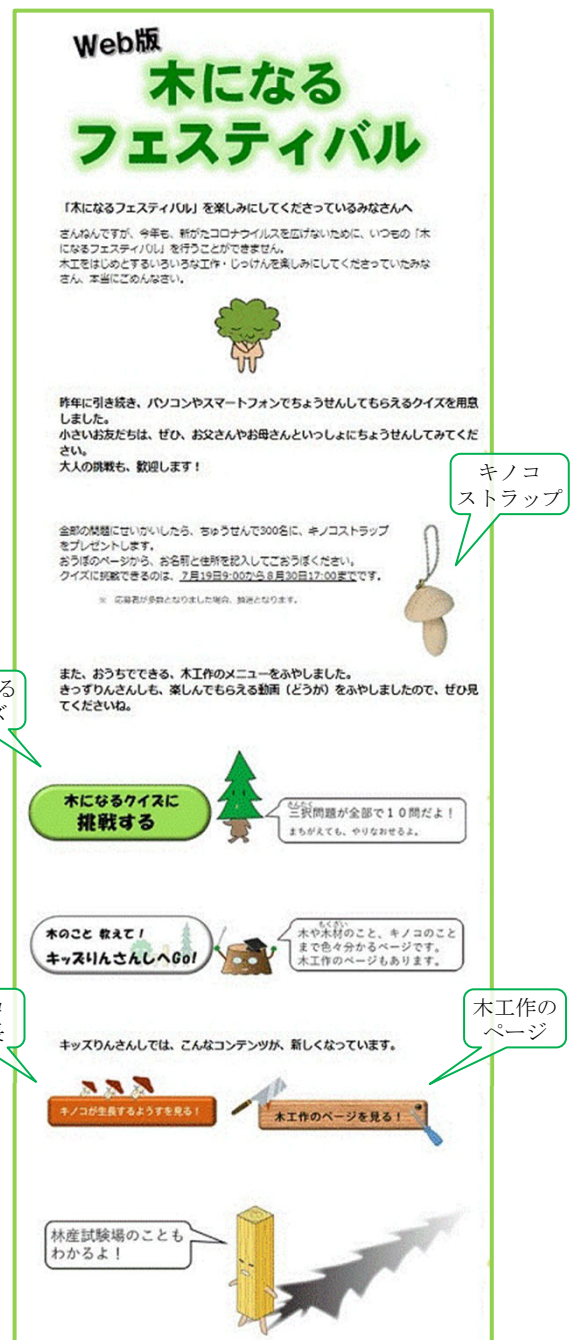 Web版
木になる
フェスティバル
「木になるフェスティバル」を楽しみにしてくださっているみなさんへ
ざんねんですが、今年も、新がたコロナウイルスを広げないために、いつもの「木
になるフェスティバル」を行うことができません。
木工をはじめとするいろいろな工作・じっけんを楽しみにしてくださっていたみな
さん、本当にごめんなさい。
昨年に引き続き、パソコンやスマートフォンでちょうせんしてもらえるクイズを用意
しました。
小さいお友だちは、ぜひ、お父さんやお母さんといっしょにちょうせんしてみてくだ
さい。
大人の挑戦も、歓迎します！
キノコ
ストラップ
全部の問題にせいかいしたら、ちゅうせんで300名に、キノコストラップ
をプレゼントします。
おうぼのページから、お名前と住所を記入してごおうぼください。
クイズに挑戦できるのは、7月19日9:00から8月30日17:00までです。
※ 応募者が多数となりました場合、抽選となります。
また、おうちでできる、木工作のメニューをふやしました。
きっずりんさんしも、楽しんでもらえる動画（どうが）をふやしましたので、ぜひ見
てくださいね。
る
ズ
木になるクイズに
挑戦する
さんたく
三択問題が全部で１０問だよ！
まちがえても、やりなおせるよ。
木のこと 教えて！
キッズりんさんしへGo!
もくざい
木や木材のこと、キノコのこと
まで色々分かるページです。
木工作のページもあります。
木工作の
ページ
キッズりんさんしでは、こんなコンテンツが、新しくなっています。
キノコが生長するようすを見る！
木工作のページを見る！
林産試験場のことも
わかるよ！